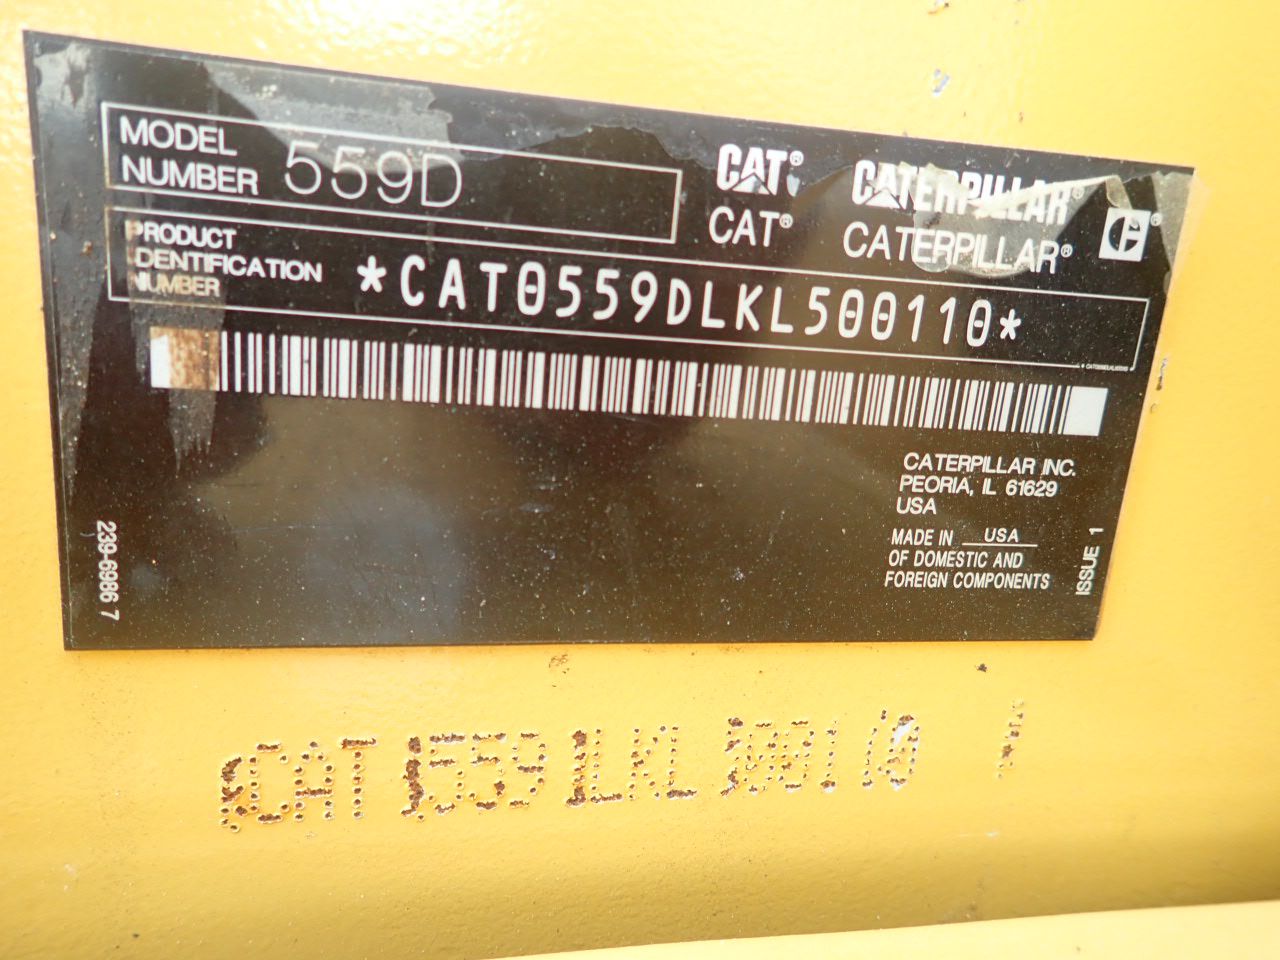 MODEL
NUMBER 559D
CAT® CATERPILLAR®
CAT® CATERPILLAR®
PRODUCT
IDENTIFICATION
NUMBER
*CAT0559DLKL500110*
CATERPILLAR INC.
PEORIA, IL 61629
USA
MADE IN USA
OF DOMESTIC AND
FOREIGN COMPONENTS
ISSUE 1
239-6986 7